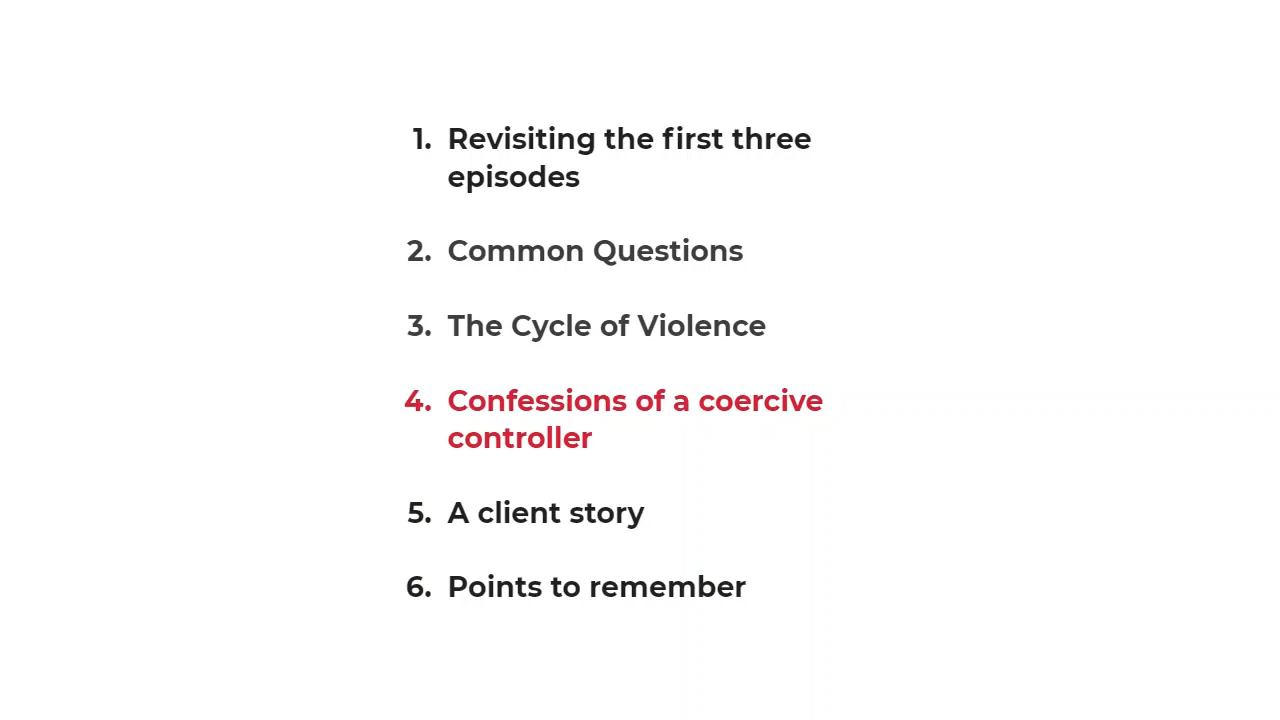 1. Revisiting the first three
episodes
2. Common Questions
3. The Cycle of Violence
4. Confessions of a coercive
controller
5. A client story
6. Points to remember